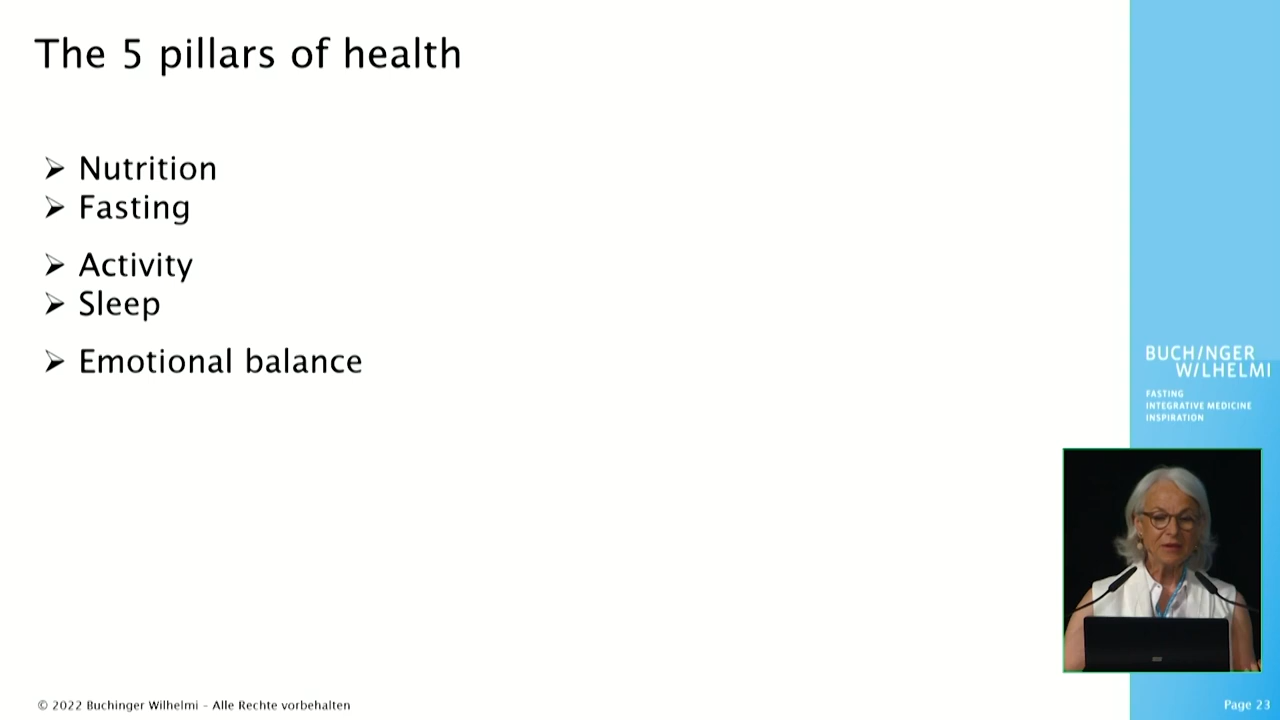 The 5 pillars of health
➢ Nutrition
➢ Fasting
➢ Activity
➢ Sleep
➢ Emotional balance
BUCHINGER
WILHELMI
FASTING
INTEGRATIVE MEDICINE
INSPIRATION
© 2022 Buchinger Wilhelmi – Alle Rechte vorbehalten
Page 23